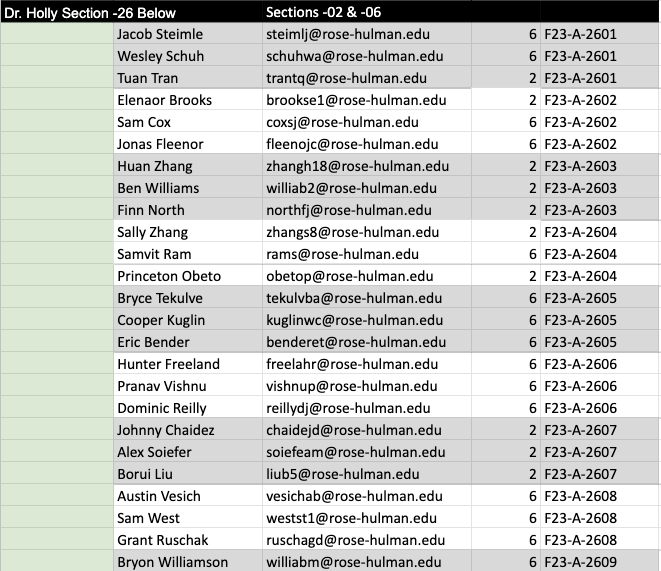 Dr. Holly Section -26 Below Sections -02 & -06
Jacob Steimle steimlj@rose-hulman.edu 6 F23-A-2601
Wesley Schuh schuhwa@rose-hulman.edu 6 F23-A-2601
Tuan Tran trantq@rose-hulman.edu 2 F23-A-2601
Elenaor Brooks brookse1@rose-hulman.edu 2 F23-A-2602
Sam Cox coxsj@rose-hulman.edu 6 F23-A-2602
Jonas Fleenor fleenojc@rose-hulman.edu 6 F23-A-2602
Huan Zhang zhangh18@rose-hulman.edu 2 F23-A-2603
Ben Williams williab2@rose-hulman.edu 2 F23-A-2603
Finn North northfj@rose-hulman.edu 2 F23-A-2603
Sally Zhang zhangs8@rose-hulman.edu 2 F23-A-2604
Samvit Ram rams@rose-hulman.edu 6 F23-A-2604
Princeton Obeto obetop@rose-hulman.edu 2 F23-A-2604
Bryce Tekulve tekulvba@rose-hulman.edu 6 F23-A-2605
Cooper Kuglin kuglinwc@rose-hulman.edu 6 F23-A-2605
Eric Bender benderet@rose-hulman.edu 6 F23-A-2605
Hunter Freeland freelahr@rose-hulman.edu 6 F23-A-2606
Pranav Vishnu vishnup@rose-hulman.edu 6 F23-A-2606
Dominic Reilly reillydj@rose-hulman.edu 6 F23-A-2606
Johnny Chaidez chaidejd@rose-hulman.edu 2 F23-A-2607
Alex Soiefer soiefeam@rose-hulman.edu 2 F23-A-2607
Borui Liu liub5@rose-hulman.edu 2 F23-A-2607
Austin Vesich vesichab@rose-hulman.edu 6 F23-A-2608
Sam West westst1@rose-hulman.edu 6 F23-A-2608
Grant Ruschak ruschagd@rose-hulman.edu 6 F23-A-2608
Bryon Williamson williabm@rose-hulman.edu 6 F23-A-2609